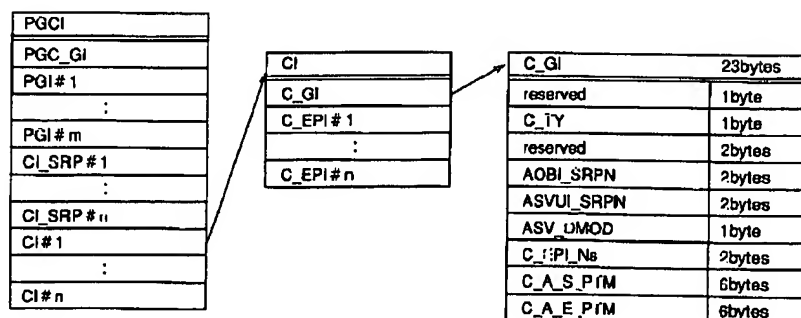 PGCI
PGC_GI
PGI# 1
:
PGI # m
CI_SRP # 1
:
CI_SRP # n
CI # 1
:
CI # n
CI
C_GI
C_EPI # 1
:
C_EPI # n
C_GI 23bytes
reserved 1byte
C_TY 1byte
reserved 2bytes
AOBI_SRPN 2bytes
ASVUI_SRPN 2bytes
ASV_DMOD 1byte
C_EPI_Ns 2bytes
C_A_S_PTM 6bytes
C_A_E_PTM 6bytes